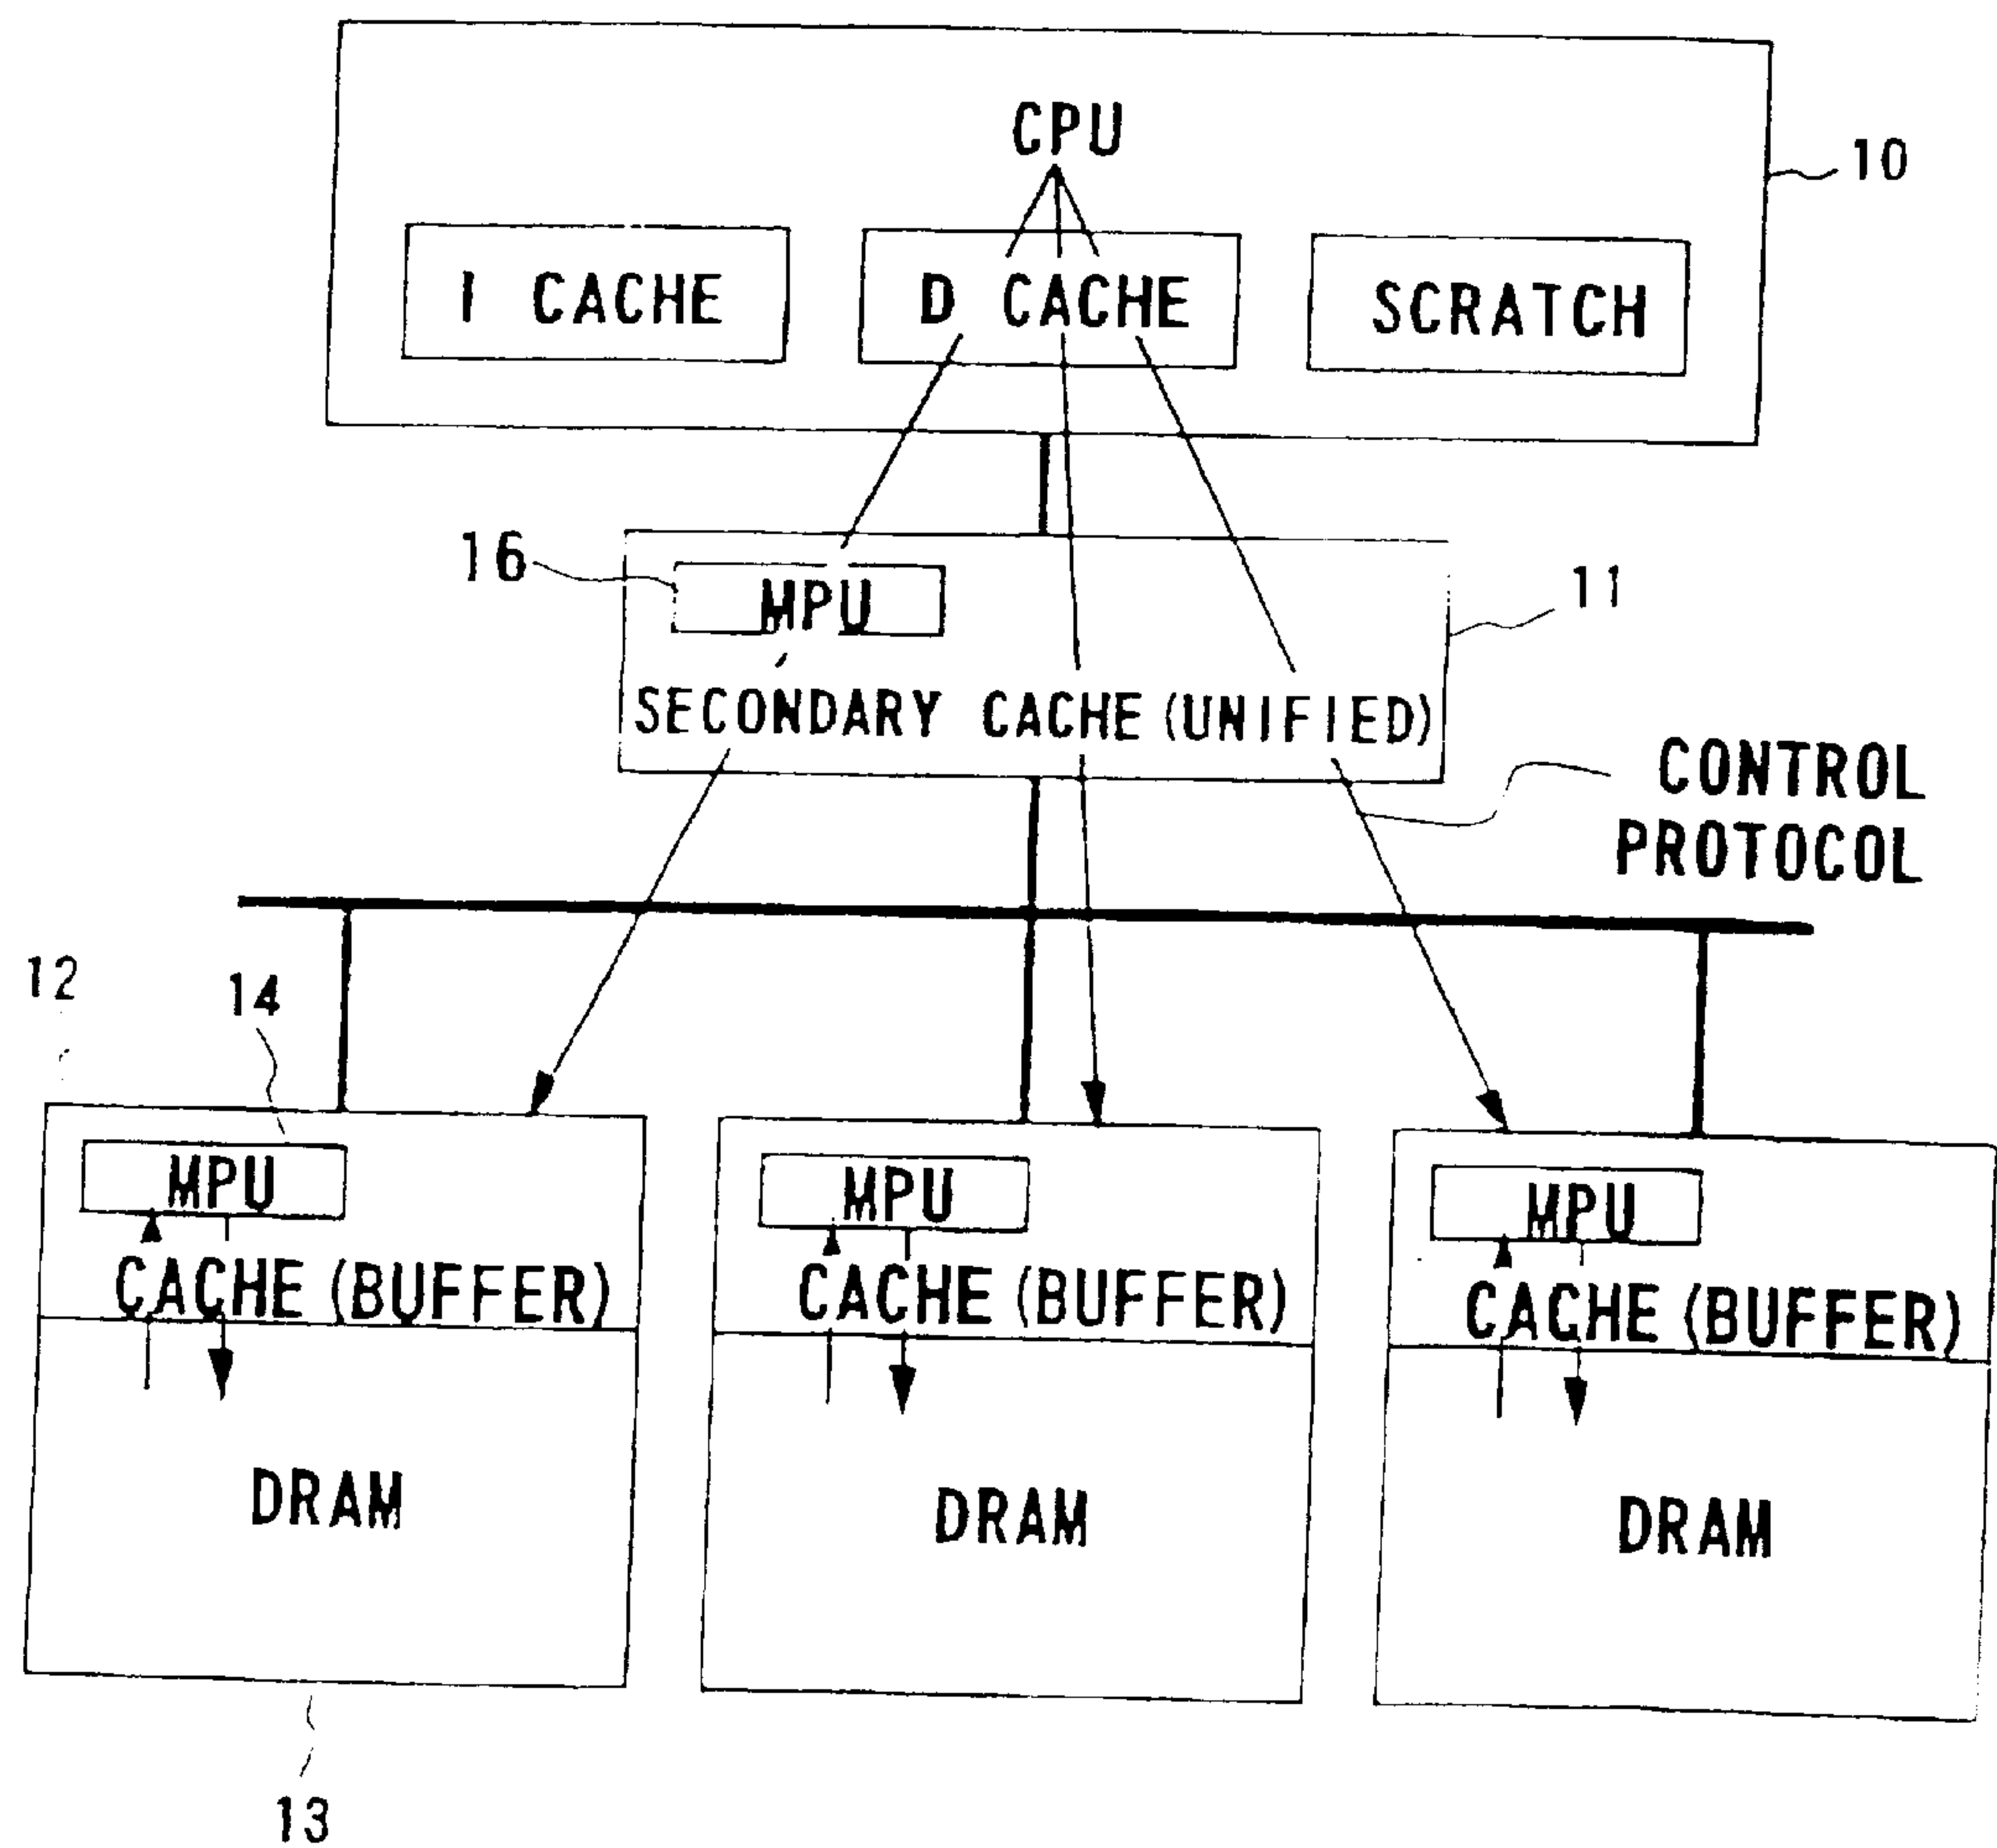 CPU
10
I CACHE
D CACHE
SCRATCH
16
MPU
11
SECONDARY CACHE (UNIFIED)
CONTROL
PROTOCOL
12
14
MPU
MPU
MPU
CACHE (BUFFER)
CACHE (BUFFER)
CACHE (BUFFER)
DRAM
DRAM
DRAM
13